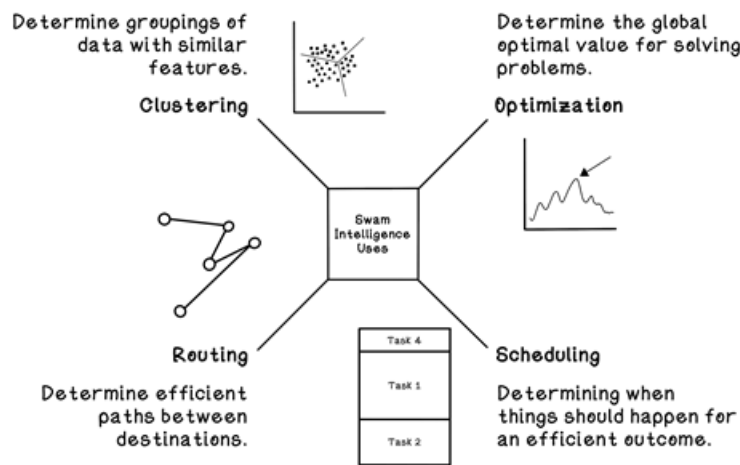 Determine groupings of
data with similar
features.
Clustering
Determine the global
optimal value for solving
problems.
Optimization
Swam
Intelligence
Uses
Routing
Determine efficient
paths between
destinations.
Task 4
Task 1
Task 2
Scheduling
Determining when
things should happen for
an efficient outcome.